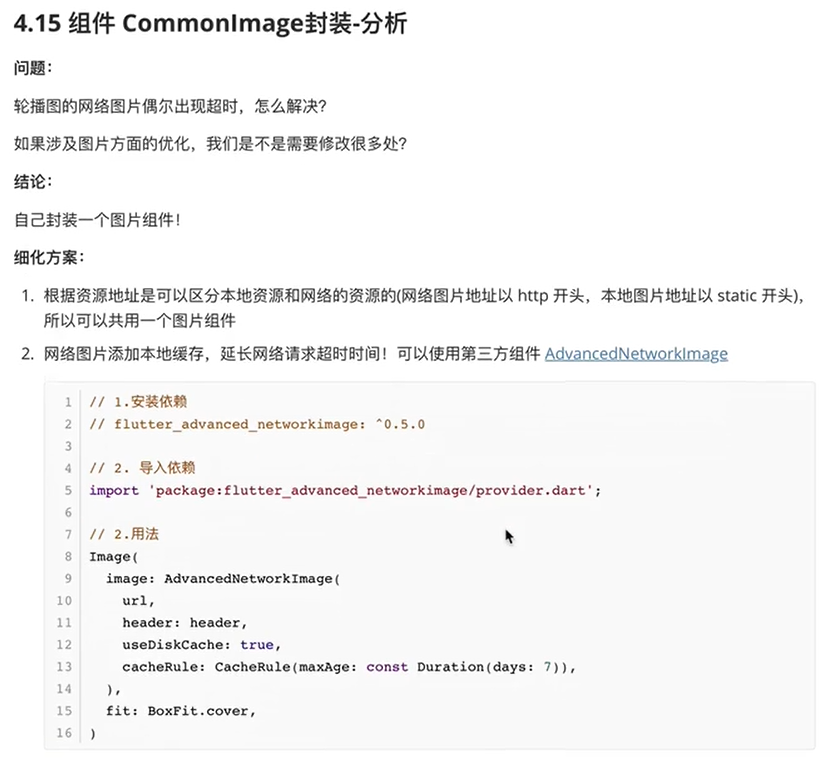 4.15 组件 CommonImage封装-分析
问题：
轮播图的网络图片偶尔出现超时，怎么解决？
如果涉及图片方面的优化，我们是不是需要修改很多处？
结论：
自己封装一个图片组件！
细化方案：
1. 根据资源地址是可以区分本地资源和网络的资源的(网络图片地址以 http 开头，本地图片地址以 static 开头)，
所以可以共用一个图片组件
2. 网络图片添加本地缓存，延长网络请求超时时间！可以使用第三方组件 AdvancedNetworkImage
1 // 1.安装依赖
2 // flutter_advanced_networkimage: ^0.5.0
3
4 // 2. 导入依赖
5 import 'package:flutter_advanced_networkimage/provider.dart';
6
7 // 2.用法
8 Image(
9   image: AdvancedNetworkImage(
10     url,
11     header: header,
12     useDiskCache: true,
13     cacheRule: CacheRule(maxAge: const Duration(days: 7)),
14   ),
15   fit: BoxFit.cover,
16 )